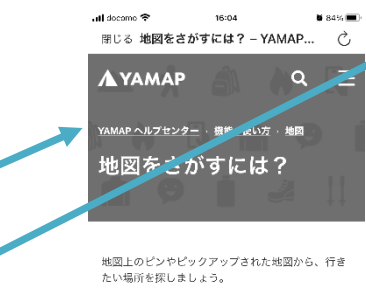 docomo 16:04 84%
閉じる 地図をさがすには？ – YAMAP...
YAMAP
YAMAP ヘルプセンター › 機能・使い方 › 地図
地図をさがすには？
地図上のピンやピックアップされた地図から、行き
たい場所を探しましょう。